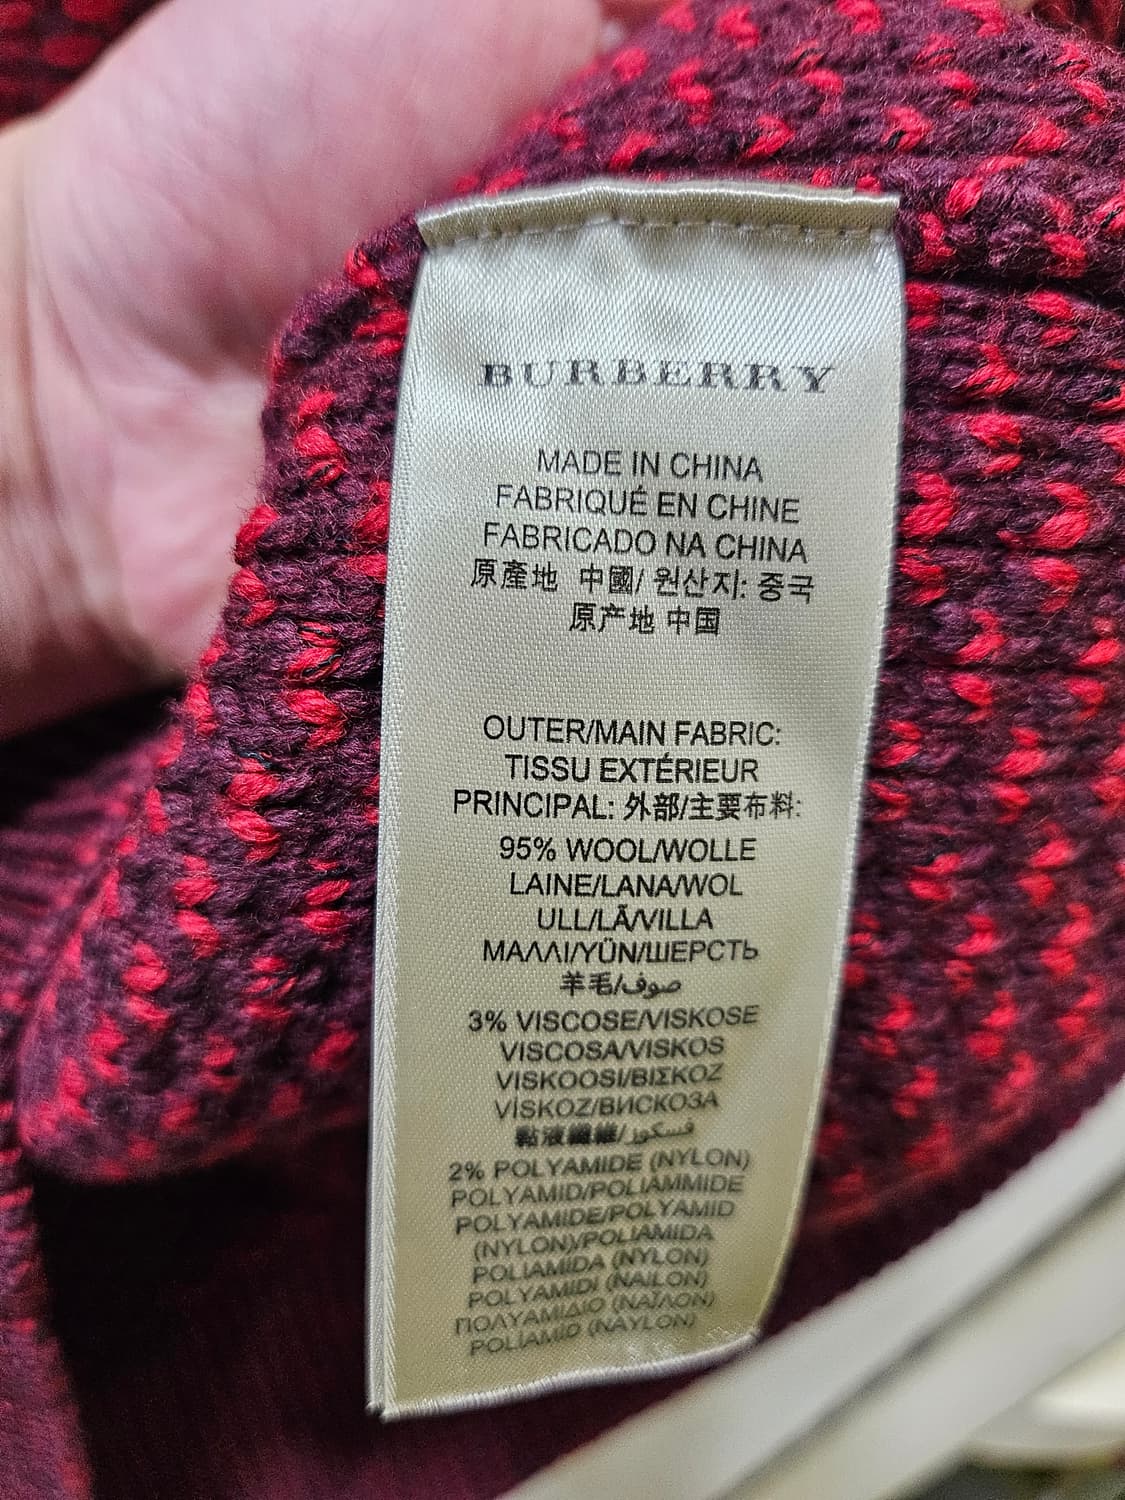 BURBERRY
MADE IN CHINA
FABRIQUÉ EN CHINE
FABRICADO NA CHINA
原產地 中國/ 원산지: 중국
原产地 中国
OUTER/MAIN FABRIC:
TISSU EXTÉRIEUR
PRINCIPAL: 外部/主要布料:
95% WOOL/WOLLE
LAINE/LANA/WOL
ULL/LÃ/VILLA
ΜΑΛΛΙ/YÜN/ШЕРСТЬ
羊毛/صوف
3% VISCOSE/VISKOSE
VISCOSA/VISKOS
VISKOOSI/ΒΙΣΚΟΖ
VİSKOZ/ВИСКОЗА
黏液纖維/فسكوز
2% POLYAMIDE (NYLON)
POLYAMID/POLIAMMIDE
POLYAMIDE/POLYAMID
(NYLON)/POLIAMIDA
POLIAMIDA (NYLON)
POLYAMIDI (NAILON)
ΠΟΛΥΑΜΙΔΙΟ (ΝΑΪΛΟΝ)
POLİAMİD (NAYLON)